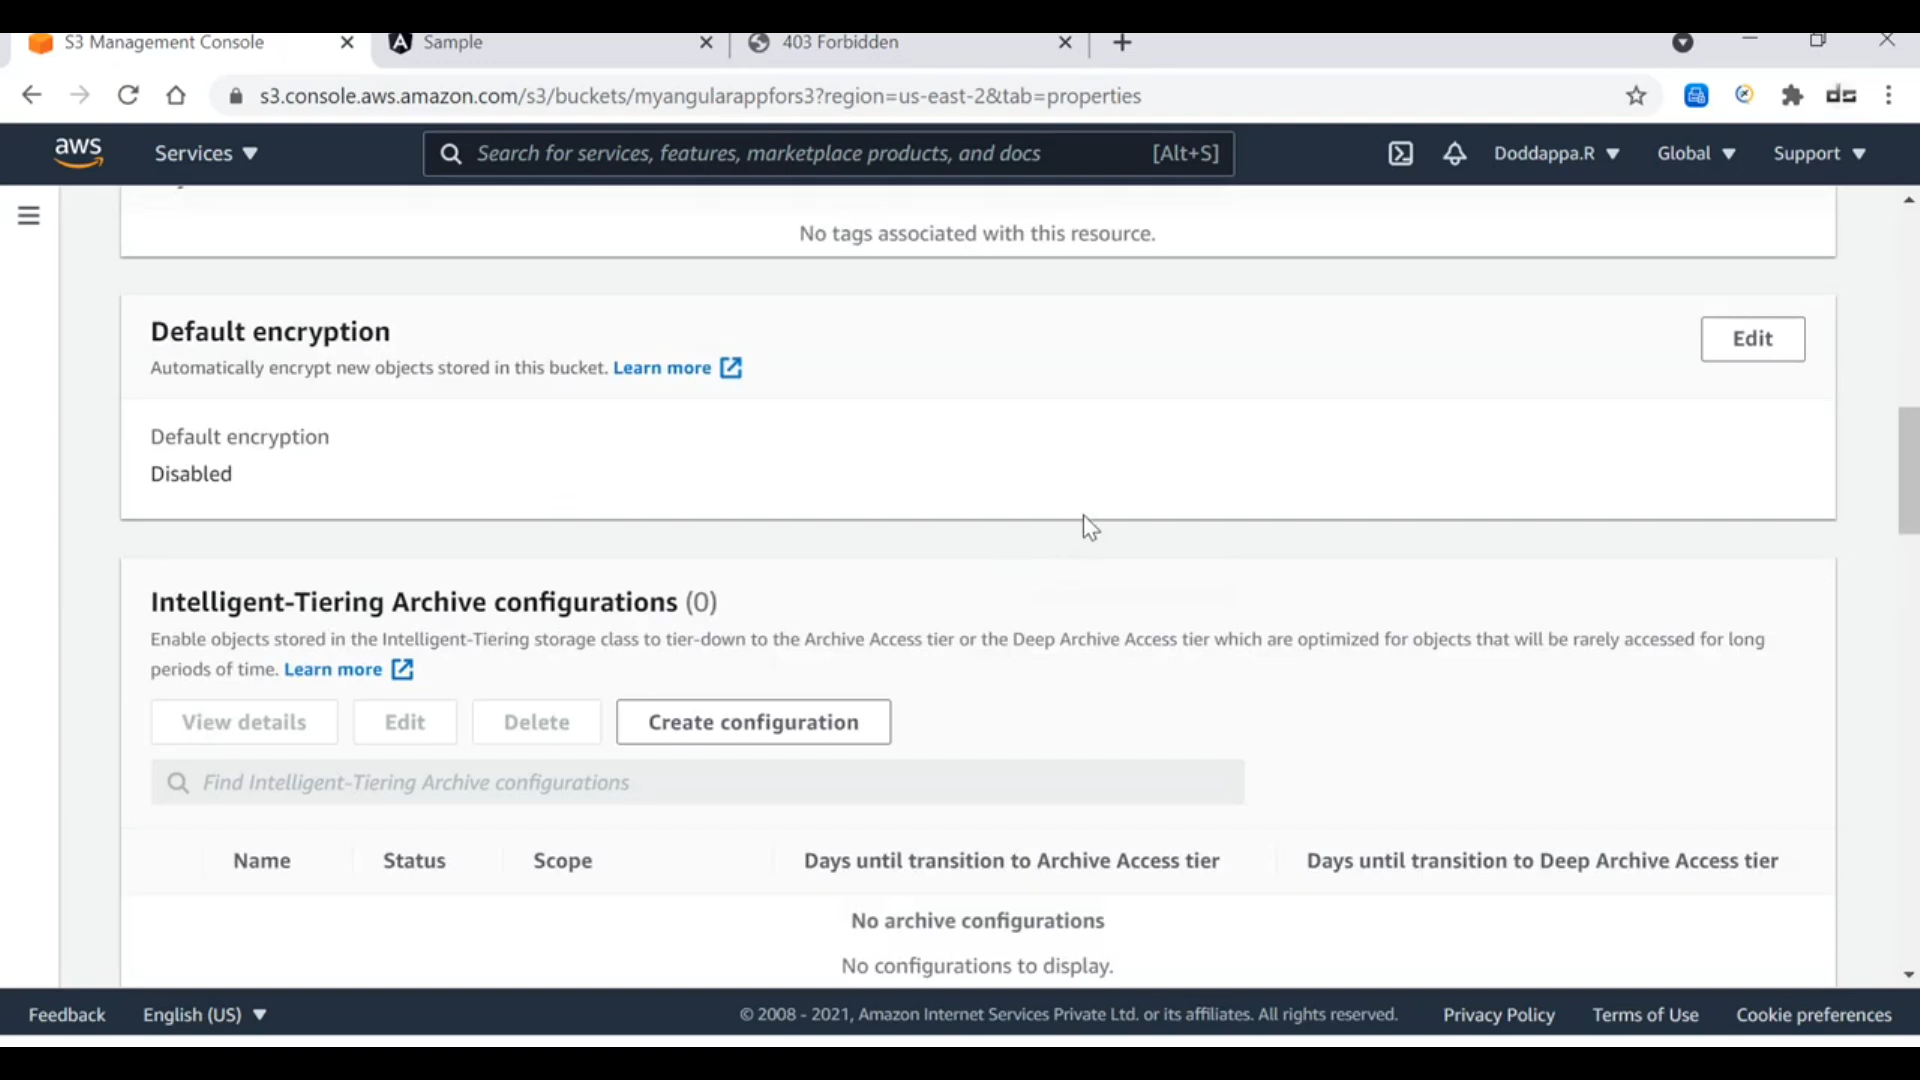 S3 Management Console
Sample
403 Forbidden
s3.console.aws.amazon.com/s3/buckets/myangularappfors3?region=us-east-2&tab=properties
aws
Services
Search for services, features, marketplace products, and docs
[Alt+S]
Doddappa.R
Global
Support
No tags associated with this resource.
Default encryption
Edit
Automatically encrypt new objects stored in this bucket. Learn more
Default encryption
Disabled
Intelligent-Tiering Archive configurations (0)
Enable objects stored in the Intelligent-Tiering storage class to tier-down to the Archive Access tier or the Deep Archive Access tier which are optimized for objects that will be rarely accessed for long
periods of time. Learn more
View details
Edit
Delete
Create configuration
Find Intelligent-Tiering Archive configurations
Name
Status
Scope
Days until transition to Archive Access tier
Days until transition to Deep Archive Access tier
No archive configurations
No configurations to display.
Feedback
English (US)
© 2008 - 2021, Amazon Internet Services Private Ltd. or its affiliates. All rights reserved.
Privacy Policy
Terms of Use
Cookie preferences